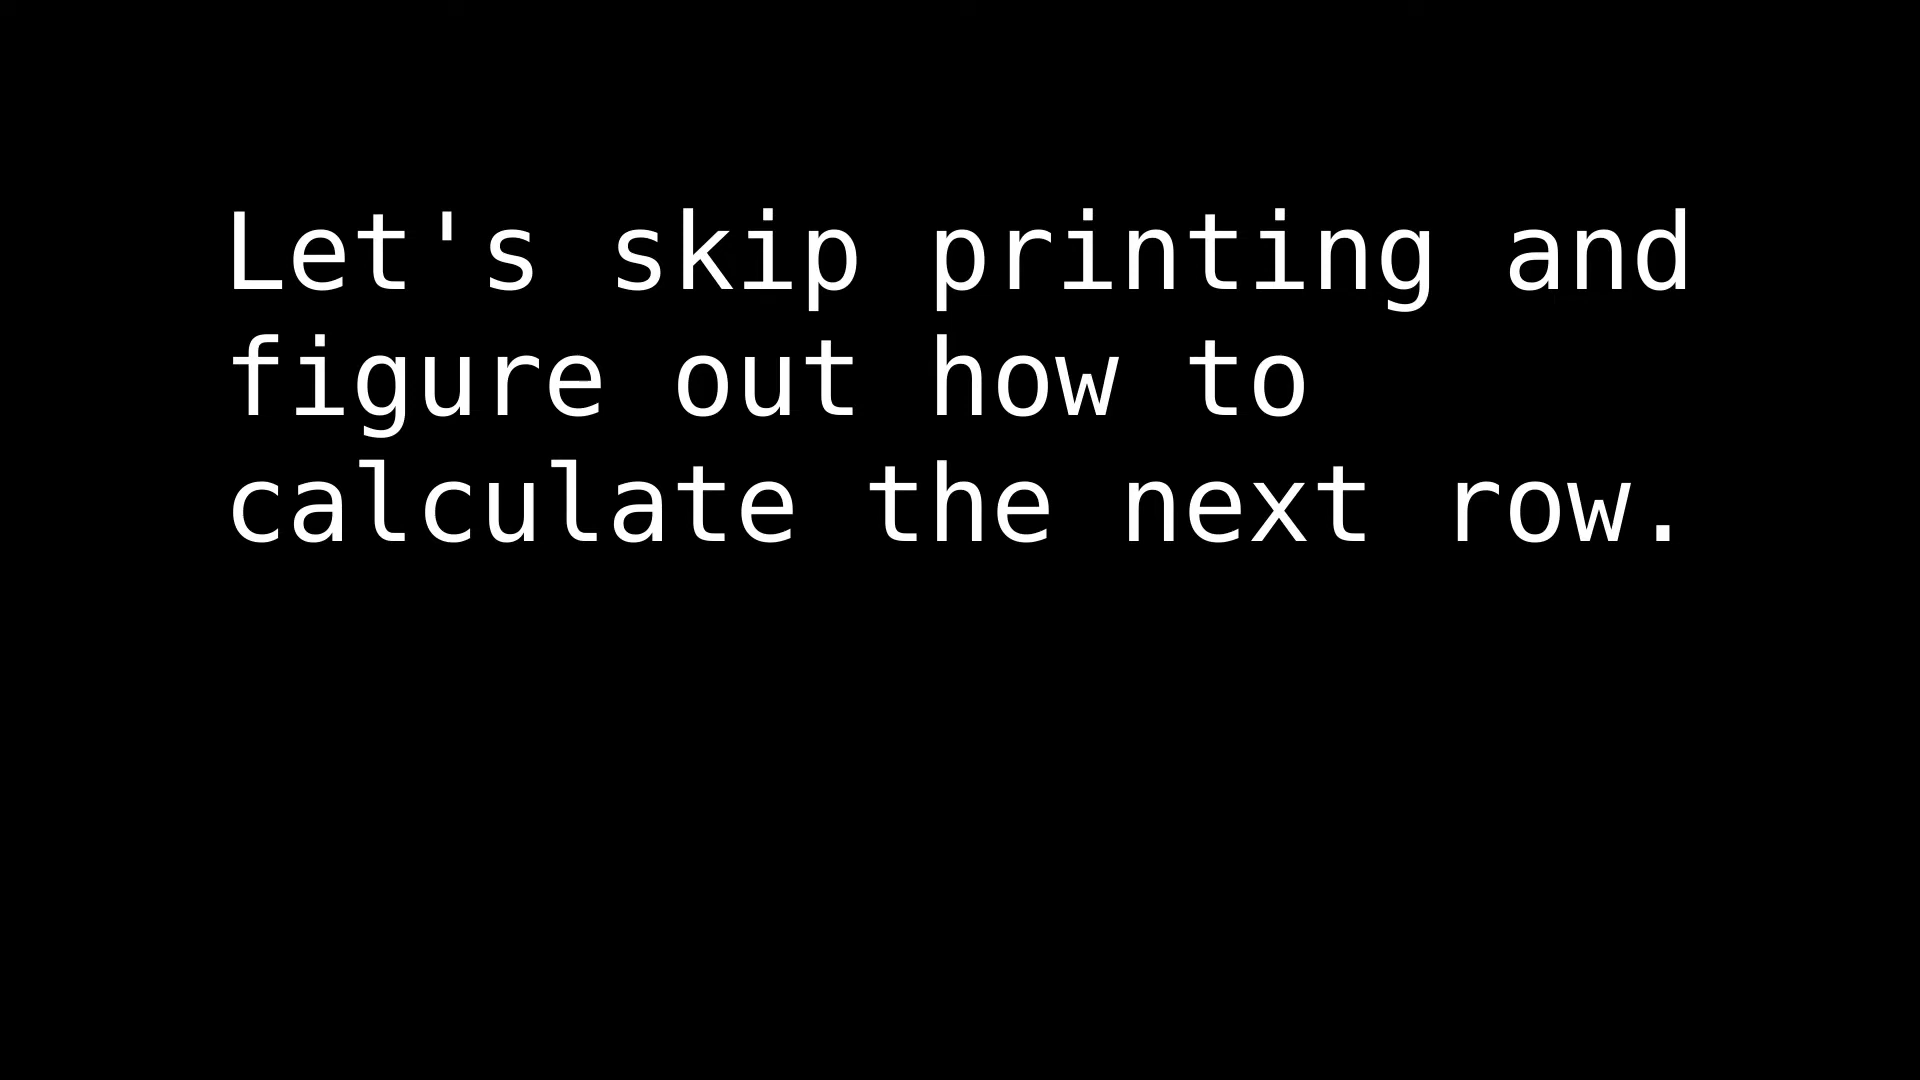 Let's skip printing and
figure out how to
calculate the next row.